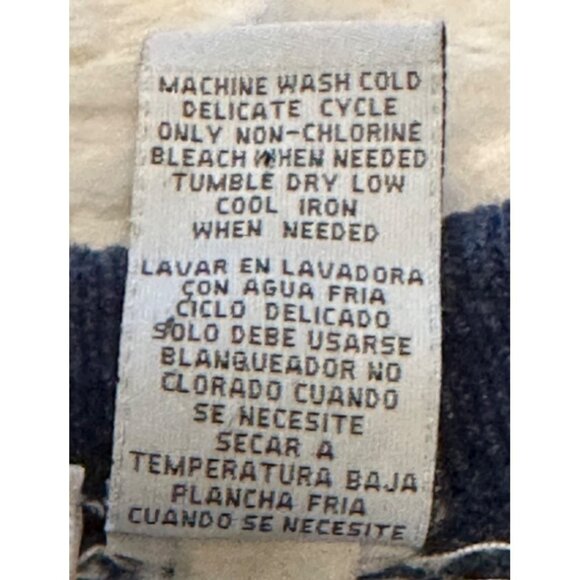 MACHINE WASH COLD
DELICATE CYCLE
ONLY NON-CHLORINE
BLEACH WHEN NEEDED
TUMBLE DRY LOW
COOL IRON
WHEN NEEDED
LAVAR EN LAVADORA
CON AGUA FRIA
CICLO DELICADO
SOLO DEBE USARSE
BLANQUEADOR NO
CLORADO CUANDO
SE NECESITE
SECAR A
TEMPERATURA BAJA
PLANCHA FRIA
CUANDO SE NECESITE